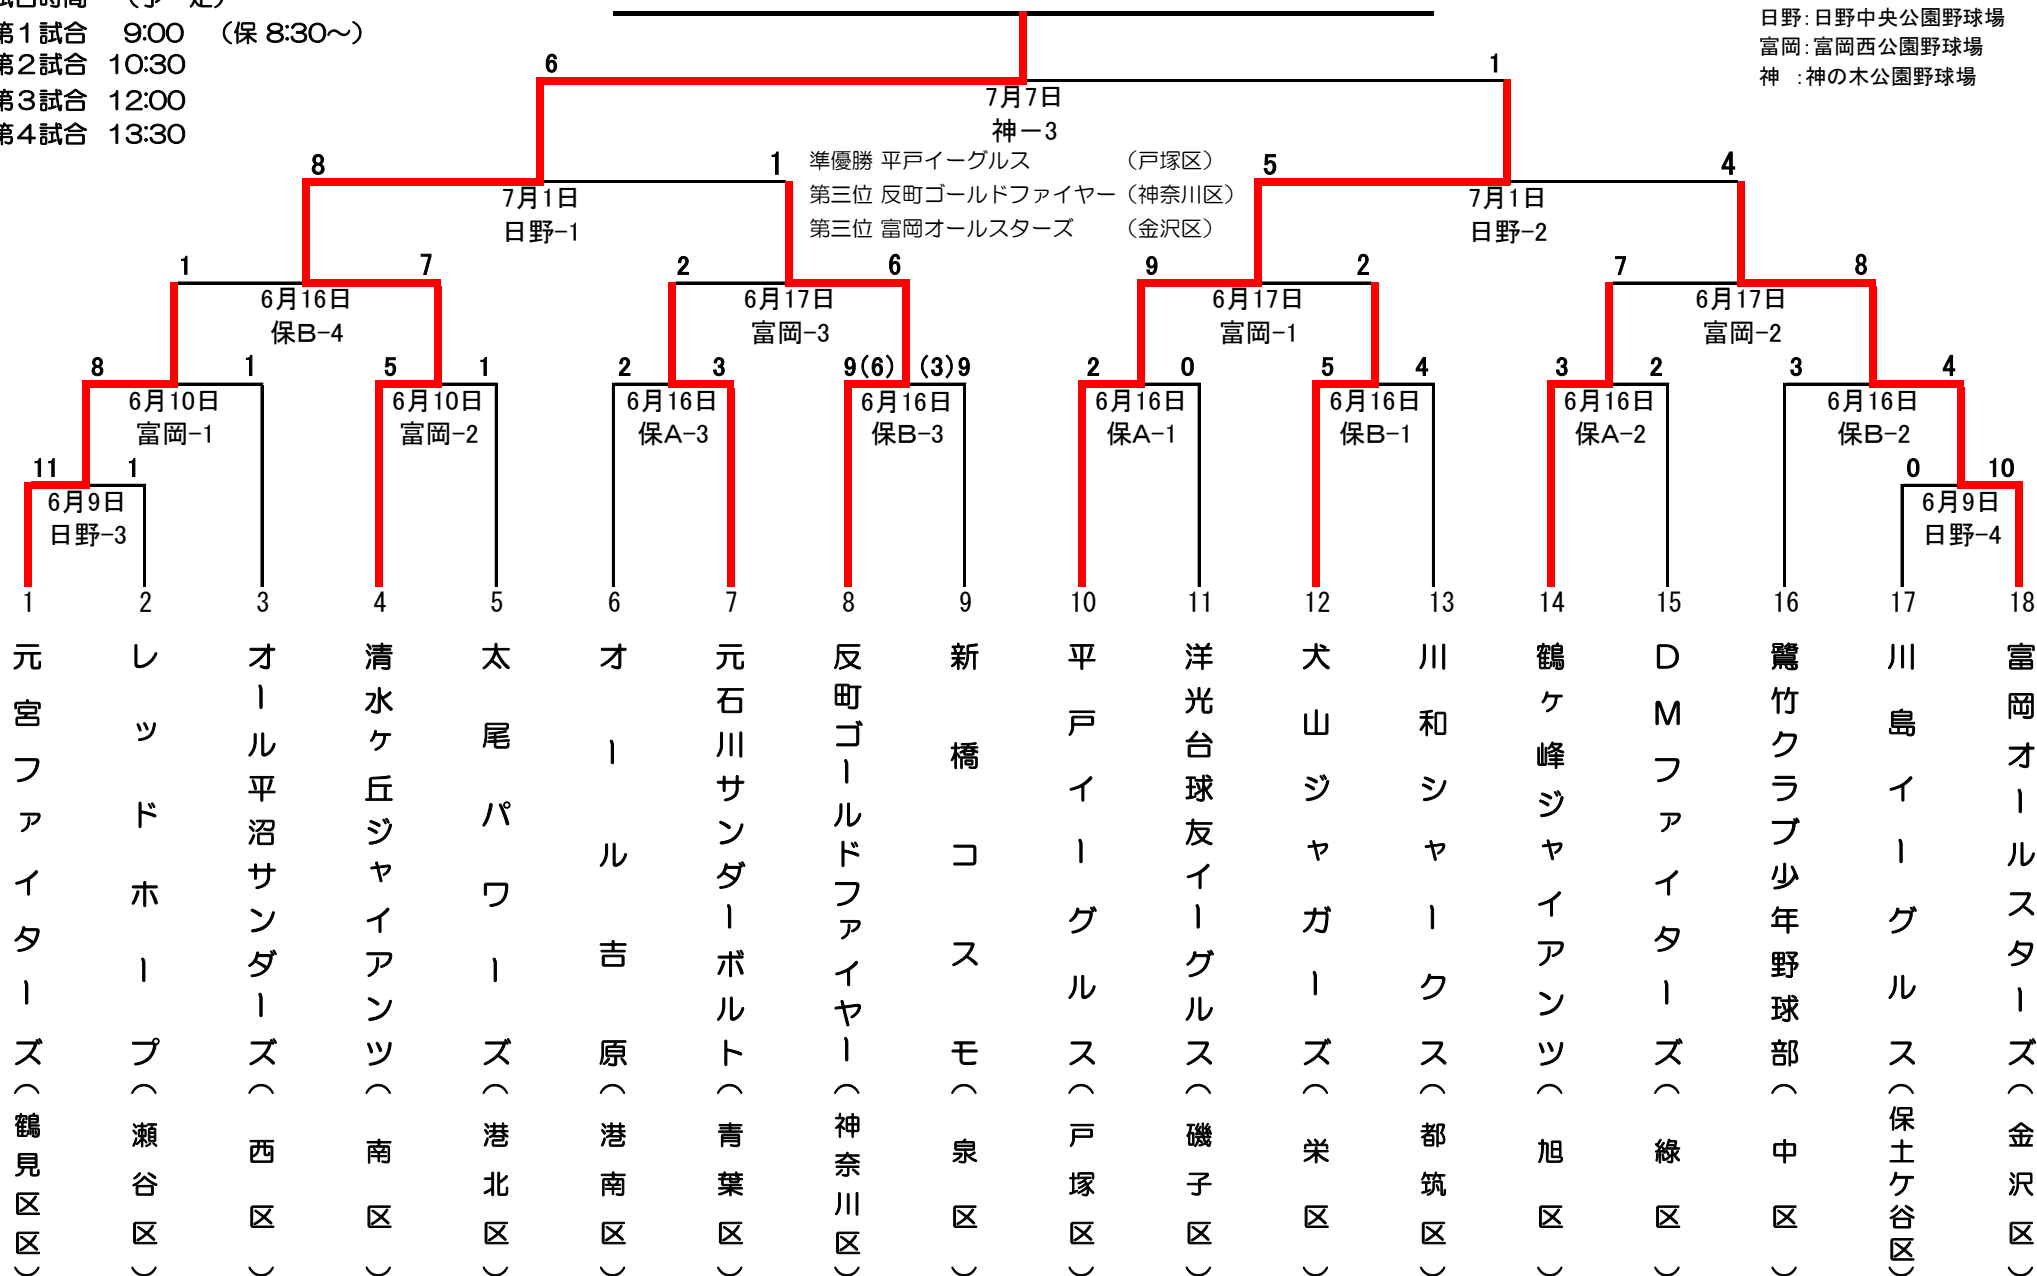 試合時間 （予 定）
第１試合 9:00 （保 8:30～）
第２試合 10:30
第３試合 12:00
第４試合 13:30
日野：日野中央公園野球場
富岡：富岡西公園野球場
神 ：神の木公園野球場
6 1
7月7日
神－3
準優勝 平戸イーグルス （戸塚区）
第三位 反町ゴールドファイヤー （神奈川区）
第三位 富岡オールスターズ （金沢区）
8 1 5 4
7月1日 7月1日
日野-1 日野-2
1 7 2 6 9 2 7 8
6月16日 6月17日 6月17日 6月17日
保B-4 富岡-3 富岡-1 富岡-2
8 1 5 1 2 3 9(6) (3)9 2 0 5 4 3 2 3 4
6月10日 6月10日 6月16日 6月16日 6月16日 6月16日 6月16日 6月16日
富岡-1 富岡-2 保A-3 保B-3 保A-1 保B-1 保A-2 保B-2
11 1 0 10
6月9日 6月9日
日野-3 日野-4
1 2 3 4 5 6 7 8 9 10 11 12 13 14 15 16 17 18
元宮ファイターズ（鶴見区区）
レッドホープ（瀬谷区）
オール平沼サンダーズ（西区）
清水ヶ丘ジャイアンツ（南区）
太尾パワーズ（港北区）
オール吉原（港南区）
元石川サンダーボルト（青葉区）
反町ゴールドファイヤー（神奈川区）
新橋コスモ（泉区）
平戸イーグルス（戸塚区）
洋光台球友イーグルス（磯子区）
犬山ジャガーズ（栄区）
川和シャークス（都筑区）
鶴ヶ峰ジャイアンツ（旭区）
DMファイターズ（緑区）
鷺竹クラブ少年野球部（中区）
川島イーグルス（保土ケ谷区）
富岡オールスターズ（金沢区）